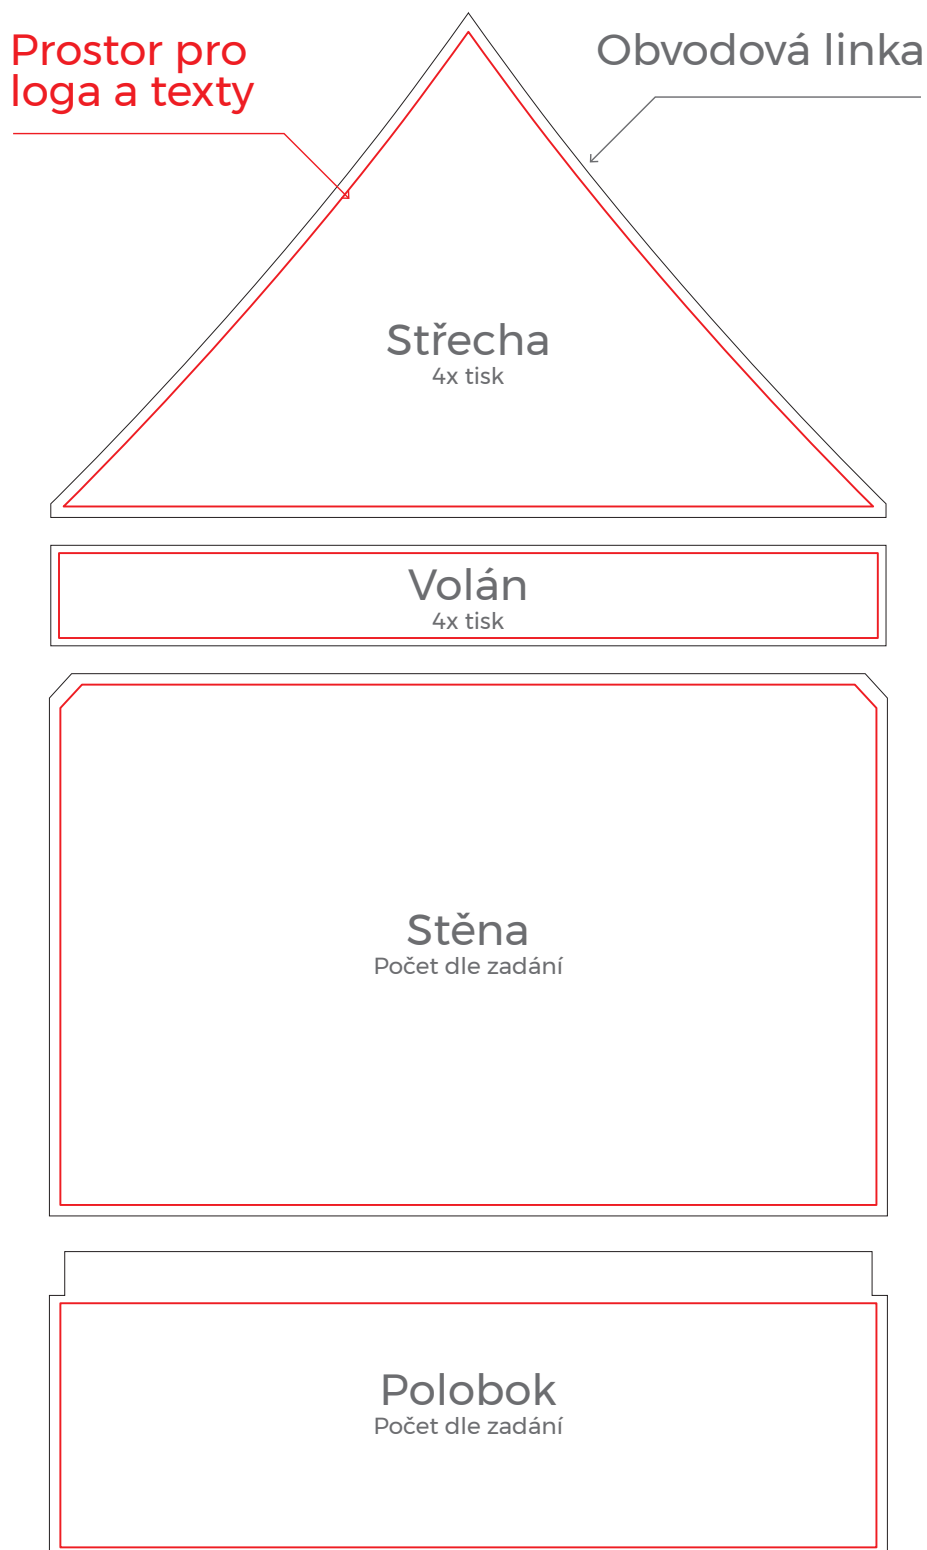 Prostor pro
loga a texty
Obvodová linka
Střecha
4x tisk
Volán
4x tisk
Stěna
Počet dle zadání
Polobok
Počet dle zadání